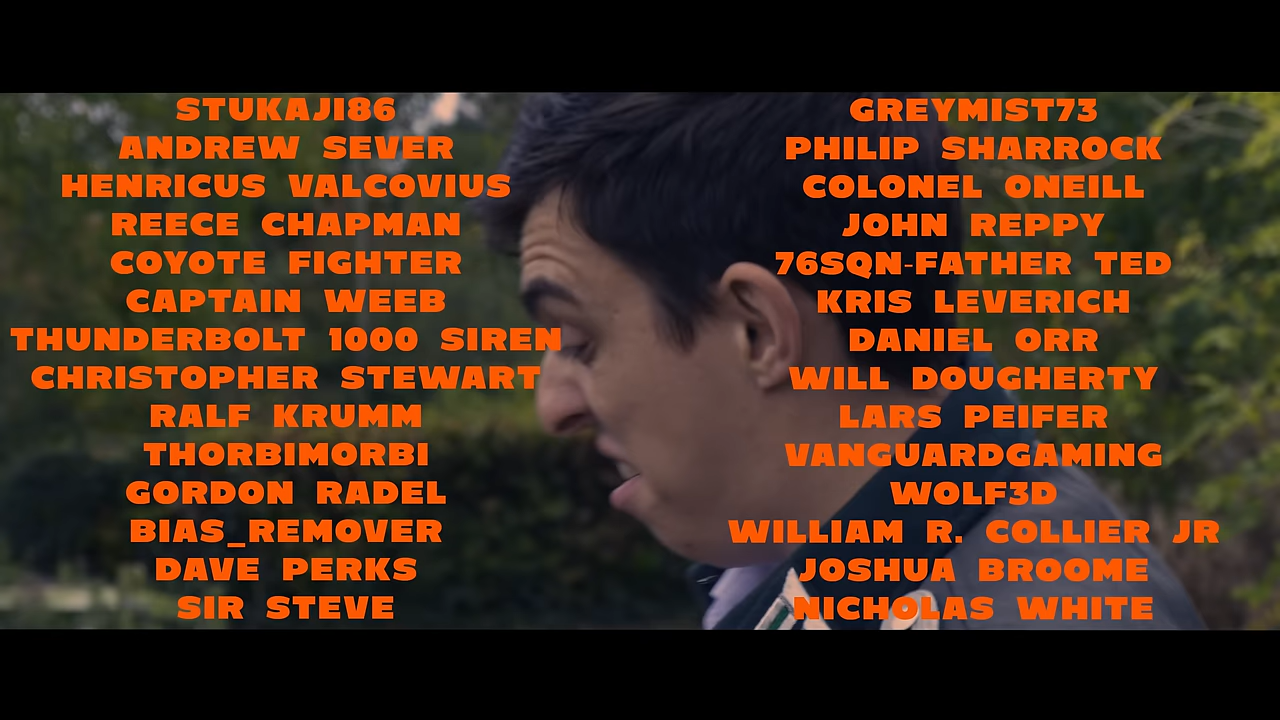 STUKAJI86
ANDREW SEVER
HENRICUS VALCOVIUS
REECE CHAPMAN
COYOTE FIGHTER
CAPTAIN WEEB
THUNDERBOLT 1000 SIREN
CHRISTOPHER STEWART
RALF KRUMM
THORBIMORBI
GORDON RADEL
BIAS_REMOVER
DAVE PERKS
SIR STEVE
GREYMIST73
PHILIP SHARROCK
COLONEL ONEILL
JOHN REPPY
76SQN-FATHER TED
KRIS LEVERICH
DANIEL ORR
WILL DOUGHERTY
LARS PEIFER
VANGUARDGAMING
WOLF3D
WILLIAM R. COLLIER JR
JOSHUA BROOME
NICHOLAS WHITE